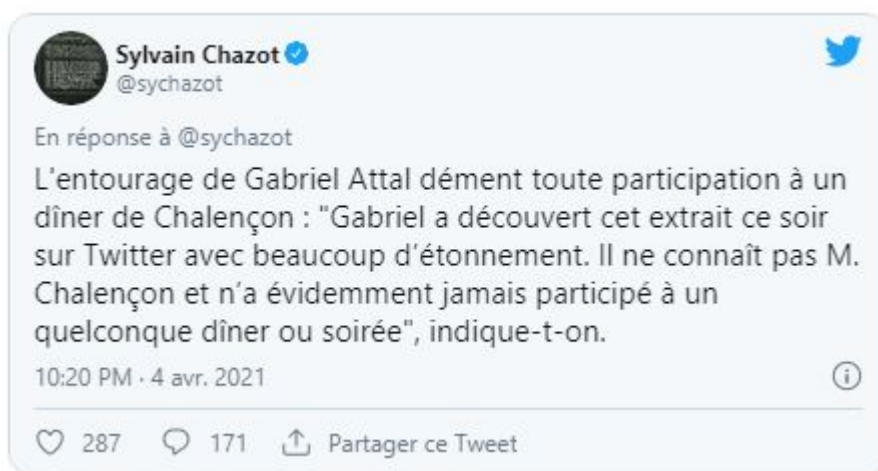 Sylvain Chazot
@sychazot
En réponse à @sychazot
L'entourage de Gabriel Attal dément toute participation à un
dîner de Chalençon : "Gabriel a découvert cet extrait ce soir
sur Twitter avec beaucoup d’étonnement. Il ne connaît pas M.
Chalençon et n’a évidemment jamais participé à un
quelconque dîner ou soirée", indique-t-on.
10:20 PM · 4 avr. 2021
287 171 Partager ce Tweet